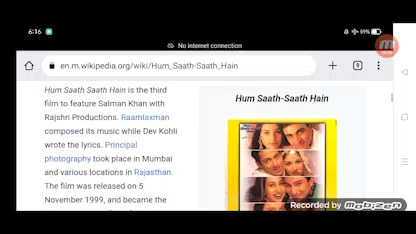 6:16
59%
No internet connection
en.m.wikipedia.org/wiki/Hum_Saath-Saath_Hain
9
Hum Saath-Saath Hain is the third
film to feature Salman Khan with
Rajshri Productions. Raamlaxman
composed its music while Dev Kohli
wrote the lyrics. Principal
photography took place in Mumbai
and various locations in Rajasthan.
The film was released on 5
November 1999, and became the
Hum Saath-Saath Hain
Recorded by Mobizen